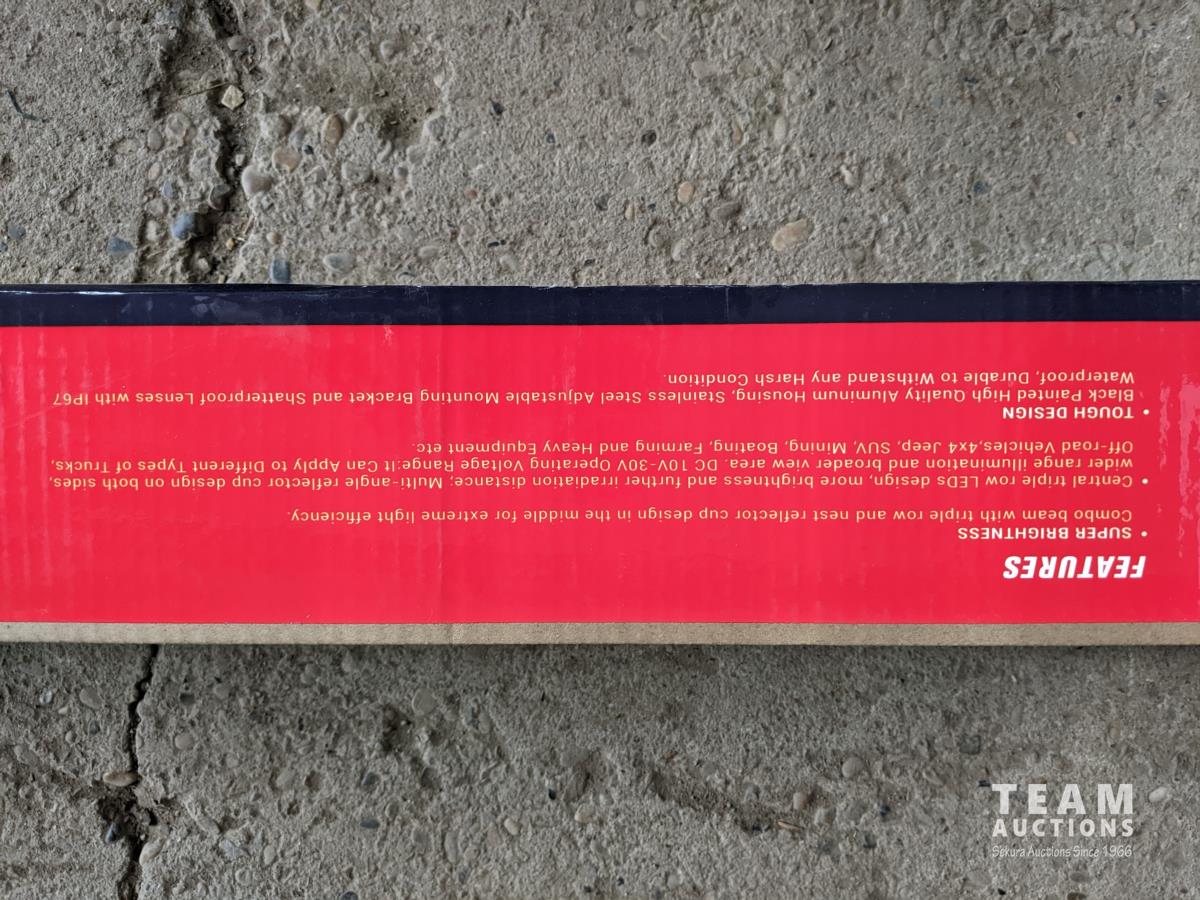 FEATURES
• SUPER BRIGHTNESS
Combo beam with triple row and nest reflector cup design in the middle for extreme light efficiency.
• Central triple row LEDs design, more brightness and further irradiation distance; Multi-angle reflector cup design on both sides,
wider range illumination and broader view area. DC 10V-30V Operating Voltage Range:It Can Apply to Different Types of Trucks,
Off-road Vehicles,4x4 Jeep, SUV, Mining, Boating, Farming and Heavy Equipment etc.
• TOUGH DESIGN
Black Painted High Quality Aluminum Housing, Stainless Steel Adjustable Mounting Bracket and Shatterproof Lenses with IP67
Waterproof, Durable to Withstand any Harsh Condition.
TEAM
AUCTIONS
Sekura Auctions Since 1966